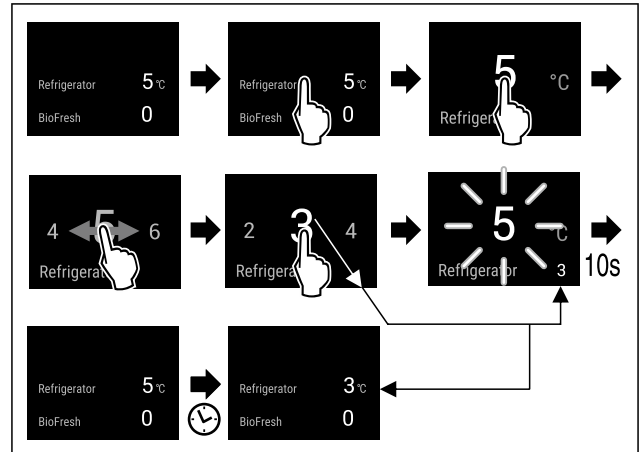 Refrigerator 5 °C
BioFresh 0
Refrigerator 5 °C
BioFresh 0
5 °C
Refriger
4 5 6
Refrigerat
2 3 4
Refrigera
5 °C
Refrigerator 3
10s
Refrigerator 5 °C
BioFresh 0
Refrigerator 3 °C
BioFresh 0